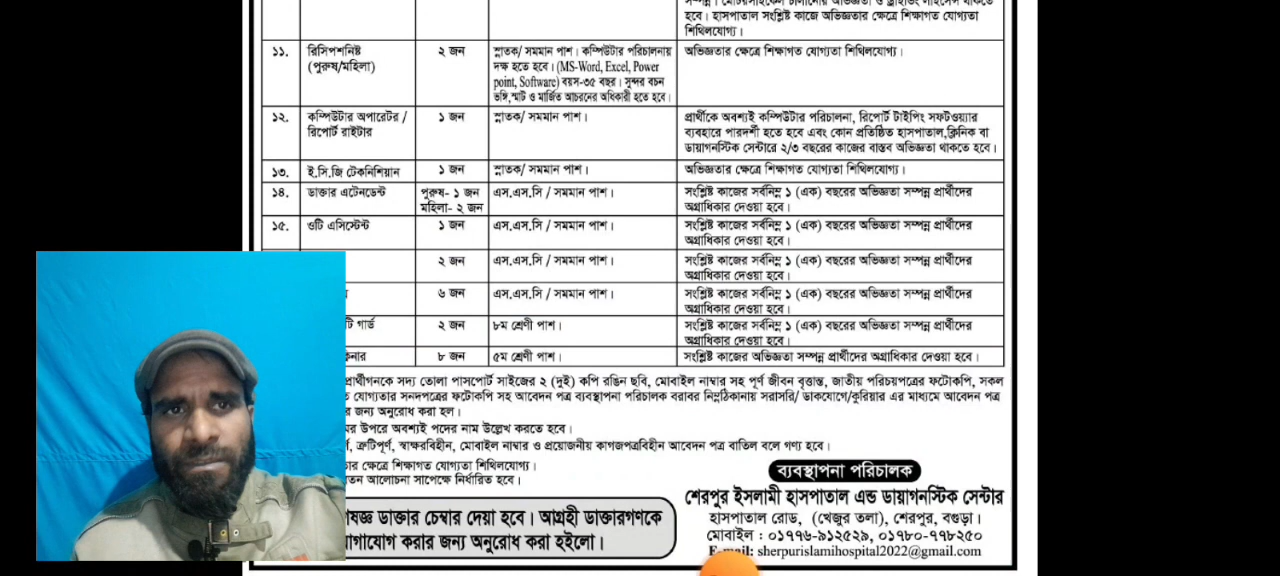 হবে। হাসপাতাল সংশ্লিষ্ট কাজে অভিজ্ঞতার ক্ষেত্রে শিক্ষাগত যোগ্যতা
শিথিলযোগ্য।
১১. রিসিপশনিষ্ট ২ জন স্নাতক/ সমমান পাশ। কম্পিউটার পরিচালনায় অভিজ্ঞতার ক্ষেত্রে শিক্ষাগত যোগ্যতা শিথিলযোগ্য।
(পুরুষ/মহিলা) দক্ষ হতে হবে। (MS-Word, Excel, Power
point, Software) বয়স-৩৫ বছর। সুন্দর বচন
ভঙ্গি,স্মার্ট ও মার্জিত আচরনের অধিকারী হতে হবে।
১২. কম্পিউটার অপারেটর / ১ জন স্নাতক/ সমমান পাশ। প্রার্থীকে অবশ্যই কম্পিউটার পরিচালনা, রিপোর্ট টাইপিং সফটওয়্যার
রিপোর্ট রাইটার ব্যবহারে পারদর্শী হতে হবে এবং কোন প্রতিষ্ঠিত হাসপাতাল,ক্লিনিক বা
ডায়াগনস্টিক সেন্টারে ২/৩ বছরের কাজের বাস্তব অভিজ্ঞতা থাকতে হবে।
১৩. ই.সি.জি টেকনিশিয়ান ১ জন স্নাতক/ সমমান পাশ। অভিজ্ঞতার ক্ষেত্রে শিক্ষাগত যোগ্যতা শিথিলযোগ্য।
১৪. ডাক্তার এটেনডেন্ট পুরুষ- ১ জন এস.এস.সি / সমমান পাশ। সংশ্লিষ্ট কাজের সর্বনিম্ন ১ (এক) বছরের অভিজ্ঞতা সম্পন্ন প্রার্থীদের
মহিলা- ২ জন অগ্রাধিকার দেওয়া হবে।
১৫. ওটি এসিস্টেন্ট ১ জন এস.এস.সি / সমমান পাশ। সংশ্লিষ্ট কাজের সর্বনিম্ন ১ (এক) বছরের অভিজ্ঞতা সম্পন্ন প্রার্থীদের
অগ্রাধিকার দেওয়া হবে।
২ জন এস.এস.সি / সমমান পাশ। সংশ্লিষ্ট কাজের সর্বনিম্ন ১ (এক) বছরের অভিজ্ঞতা সম্পন্ন প্রার্থীদের
অগ্রাধিকার দেওয়া হবে।
৬ জন এস.এস.সি / সমমান পাশ। সংশ্লিষ্ট কাজের সর্বনিম্ন ১ (এক) বছরের অভিজ্ঞতা সম্পন্ন প্রার্থীদের
অগ্রাধিকার দেওয়া হবে।
গার্ড ২ জন ৮ম শ্রেণী পাশ। সংশ্লিষ্ট কাজের সর্বনিম্ন ১ (এক) বছরের অভিজ্ঞতা সম্পন্ন প্রার্থীদের
অগ্রাধিকার দেওয়া হবে।
৮ জন ৫ম শ্রেণী পাশ। সংশ্লিষ্ট কাজের অভিজ্ঞতা সম্পন্ন প্রার্থীদের অগ্রাধিকার দেওয়া হবে।
প্রার্থীগনকে সদ্য তোলা পাসপোর্ট সাইজের ২ (দুই) কপি রঙিন ছবি, মোবাইল নাম্বার সহ পূর্ণ জীবন বৃত্তান্ত, জাতীয় পরিচয়পত্রের ফটোকপি, সকল
যোগ্যতার সনদপত্রের ফটোকপি সহ আবেদন পত্র ব্যবস্থাপনা পরিচালক বরাবর নিম্নঠিকানায় সরাসরি/ ডাকযোগে/কুরিয়ার এর মাধ্যমে আবেদন পত্র
জন্য অনুরোধ করা হল।
উপরে অবশ্যই পদের নাম উল্লেখ করতে হবে।
ত্রুটিপূর্ণ, স্বাক্ষরবিহীন, মোবাইল নাম্বার ও প্রয়োজনীয় কাগজপত্রবিহীন আবেদন পত্র বাতিল বলে গণ্য হবে।
ক্ষেত্রে শিক্ষাগত যোগ্যতা শিথিলযোগ্য।
আলোচনা সাপেক্ষে নির্ধারিত হবে।
ডাক্তার চেম্বার দেয়া হবে। আগ্রহী ডাক্তারগণকে
করার জন্য অনুরোধ করা হইলো।
ব্যবস্থাপনা পরিচালক
শেরপুর ইসলামী হাসপাতাল এন্ড ডায়াগনস্টিক সেন্টার
হাসপাতাল রোড, (খেজুর তলা), শেরপুর, বগুড়া।
মোবাইল : ০১৭৭৬-৯১২৫২৯, ০১৭৮০-৭৭৮২৫০
E-mail: sherpurislamihospital2022@gmail.com